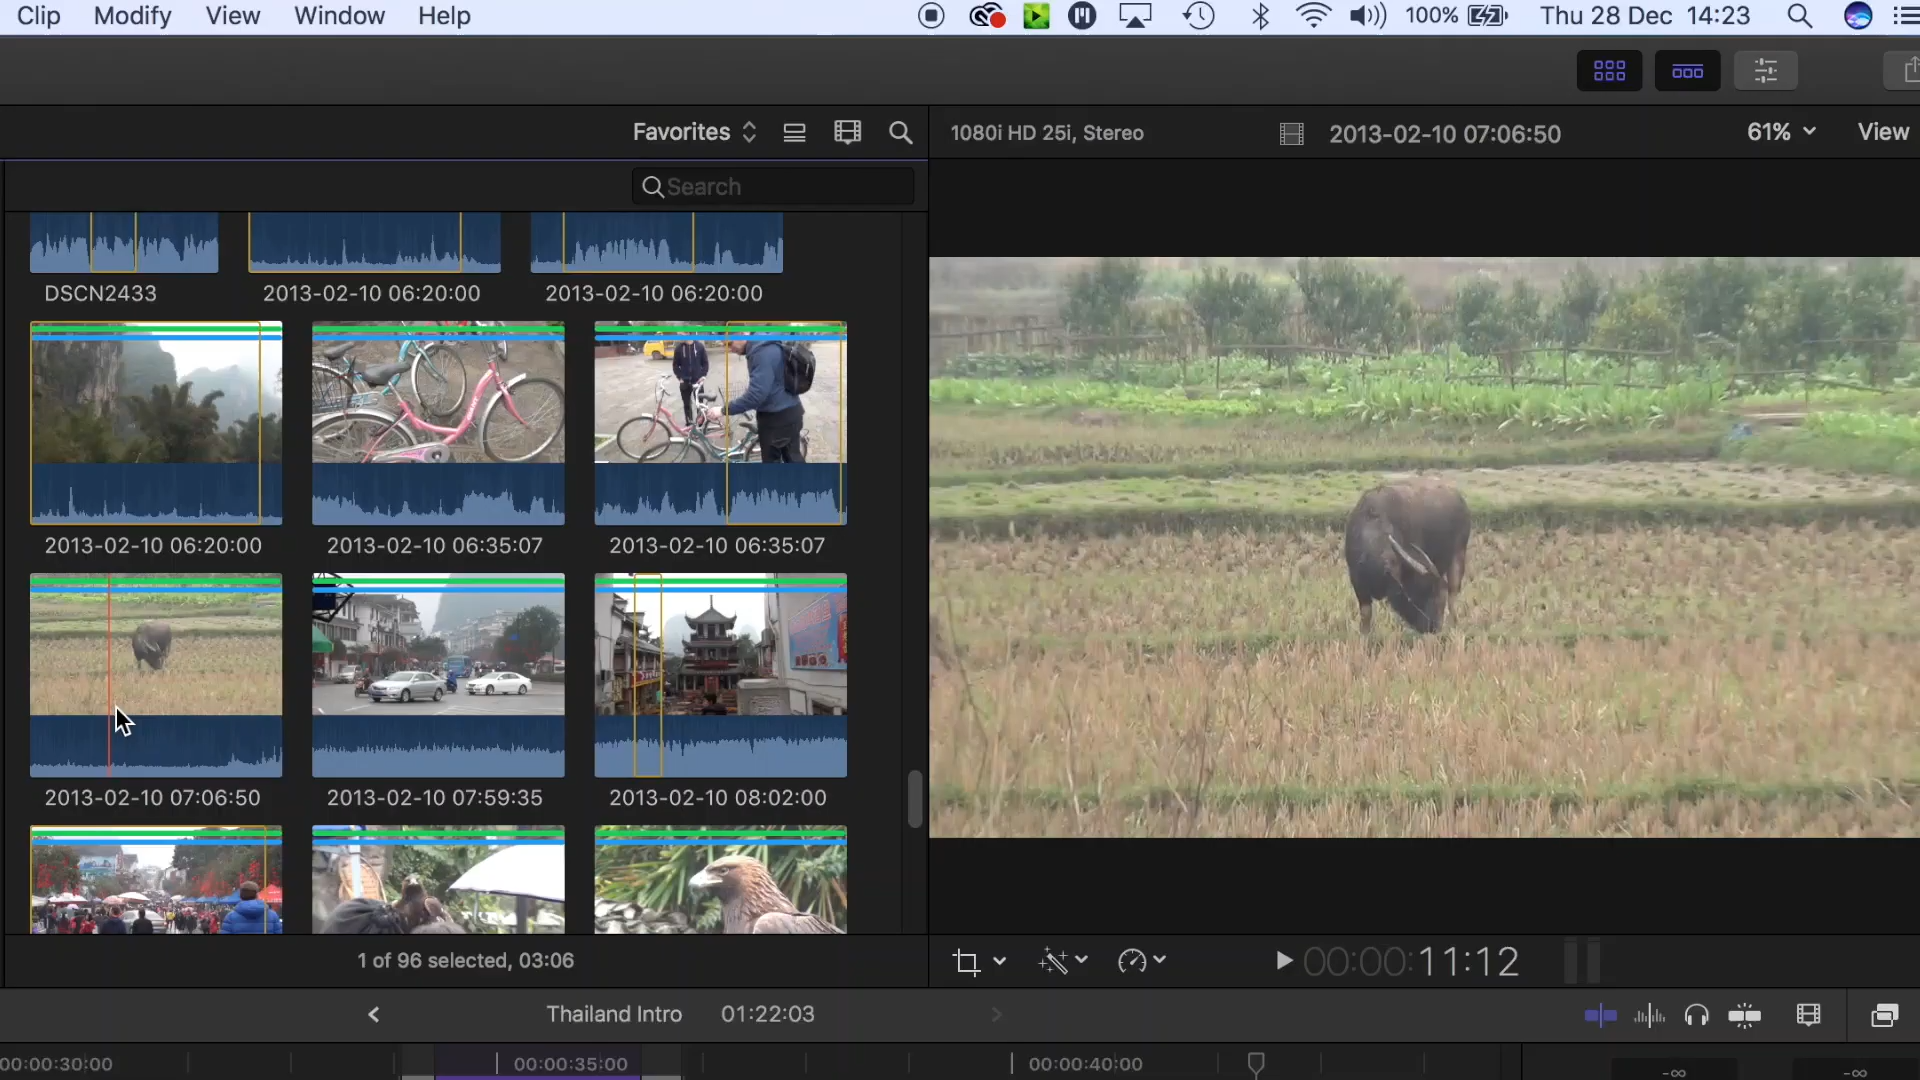 Clip Modify View Window Help 100% Thu 28 Dec 14:23
Favorites 1080i HD 25i, Stereo 2013-02-10 07:06:50 61% View
Search
DSCN2433 2013-02-10 06:20:00 2013-02-10 06:20:00
2013-02-10 06:20:00 2013-02-10 06:35:07 2013-02-10 06:35:07
2013-02-10 07:06:50 2013-02-10 07:59:35 2013-02-10 08:02:00
1 of 96 selected, 03:06 00:00:11:12
Thailand Intro 01:22:03
00:00:30:00 00:00:35:00 00:00:40:00 -∞ -∞